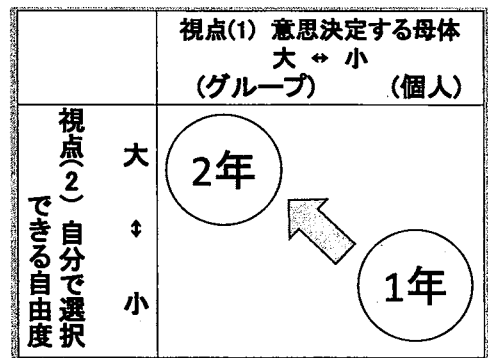 視点(1) 意思決定する母体
大 ⇔ 小
(グループ) (個人)
視点(2) 自分で選択
できる自由度
大
↕
小
2年
1年